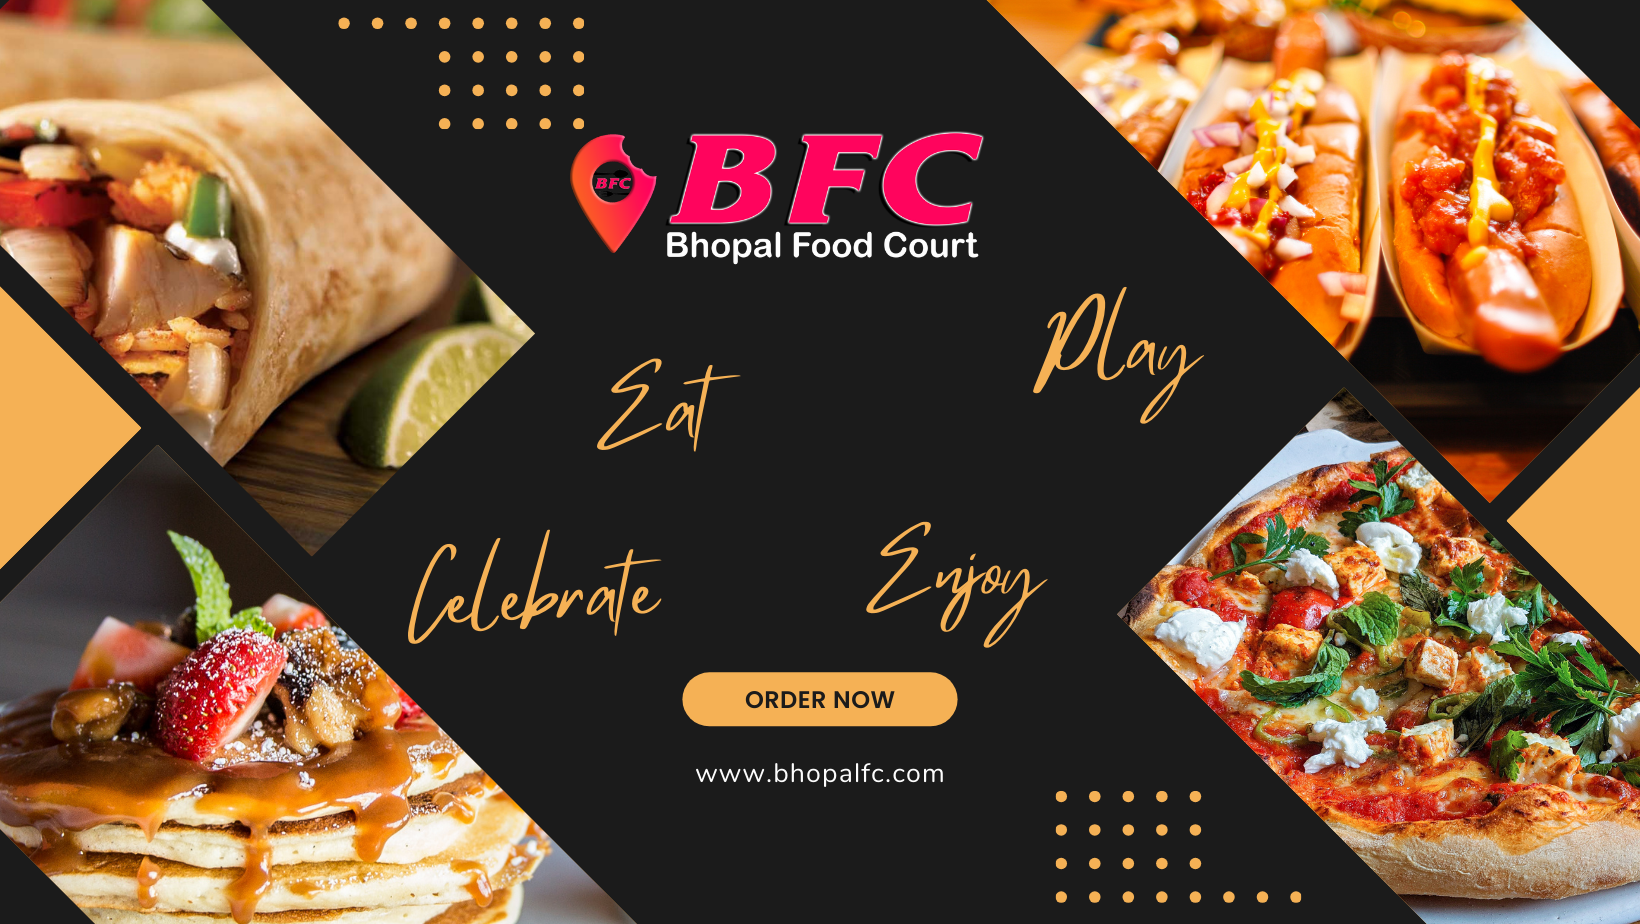 BFC
BFC
Bhopal Food Court
Play
Eat
Celebrate
Enjoy
ORDER NOW
www.bhopalfc.com